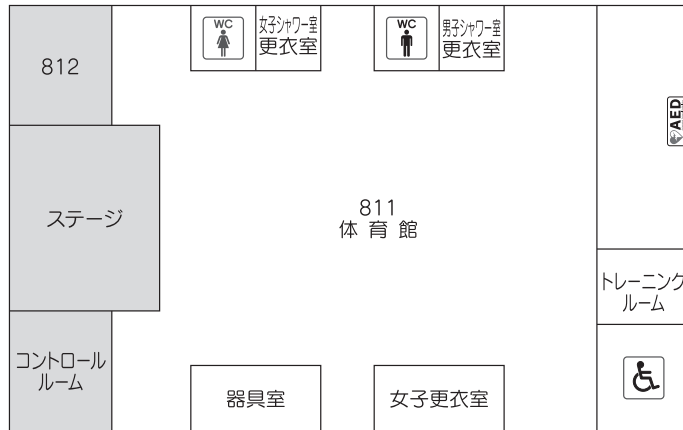 812
WC
女子シャワー室
更衣室
WC
男子シャワー室
更衣室
AED
ステージ
811
体育館
トレーニング
ルーム
コントロール
ルーム
器具室
女子更衣室